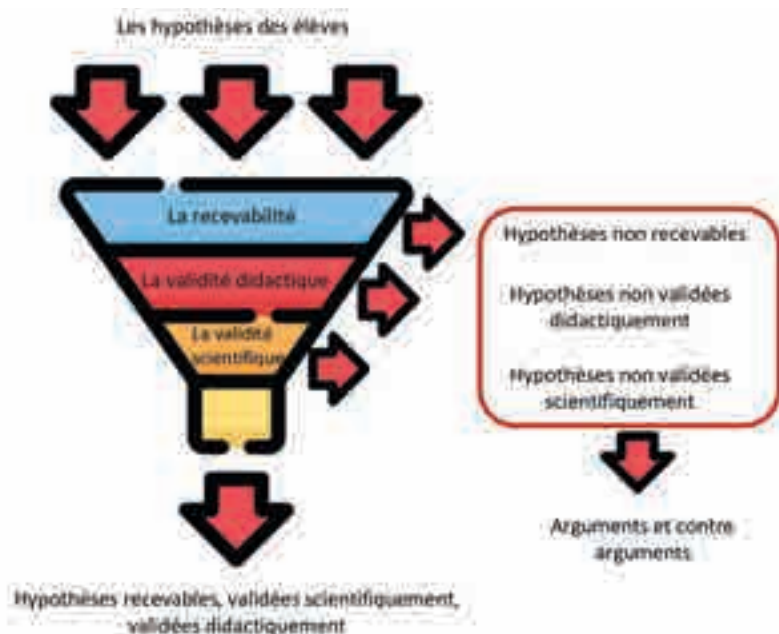 Les hypothèses des élèves
La recevabilité
La validité didactique
La validité
scientifique
Hypothèses non recevables
Hypothèses non validées
didactiquement
Hypothèses non validées
scientifiquement
Arguments et contre
arguments
Hypothèses recevables, validées scientifiquement,
validées didactiquement